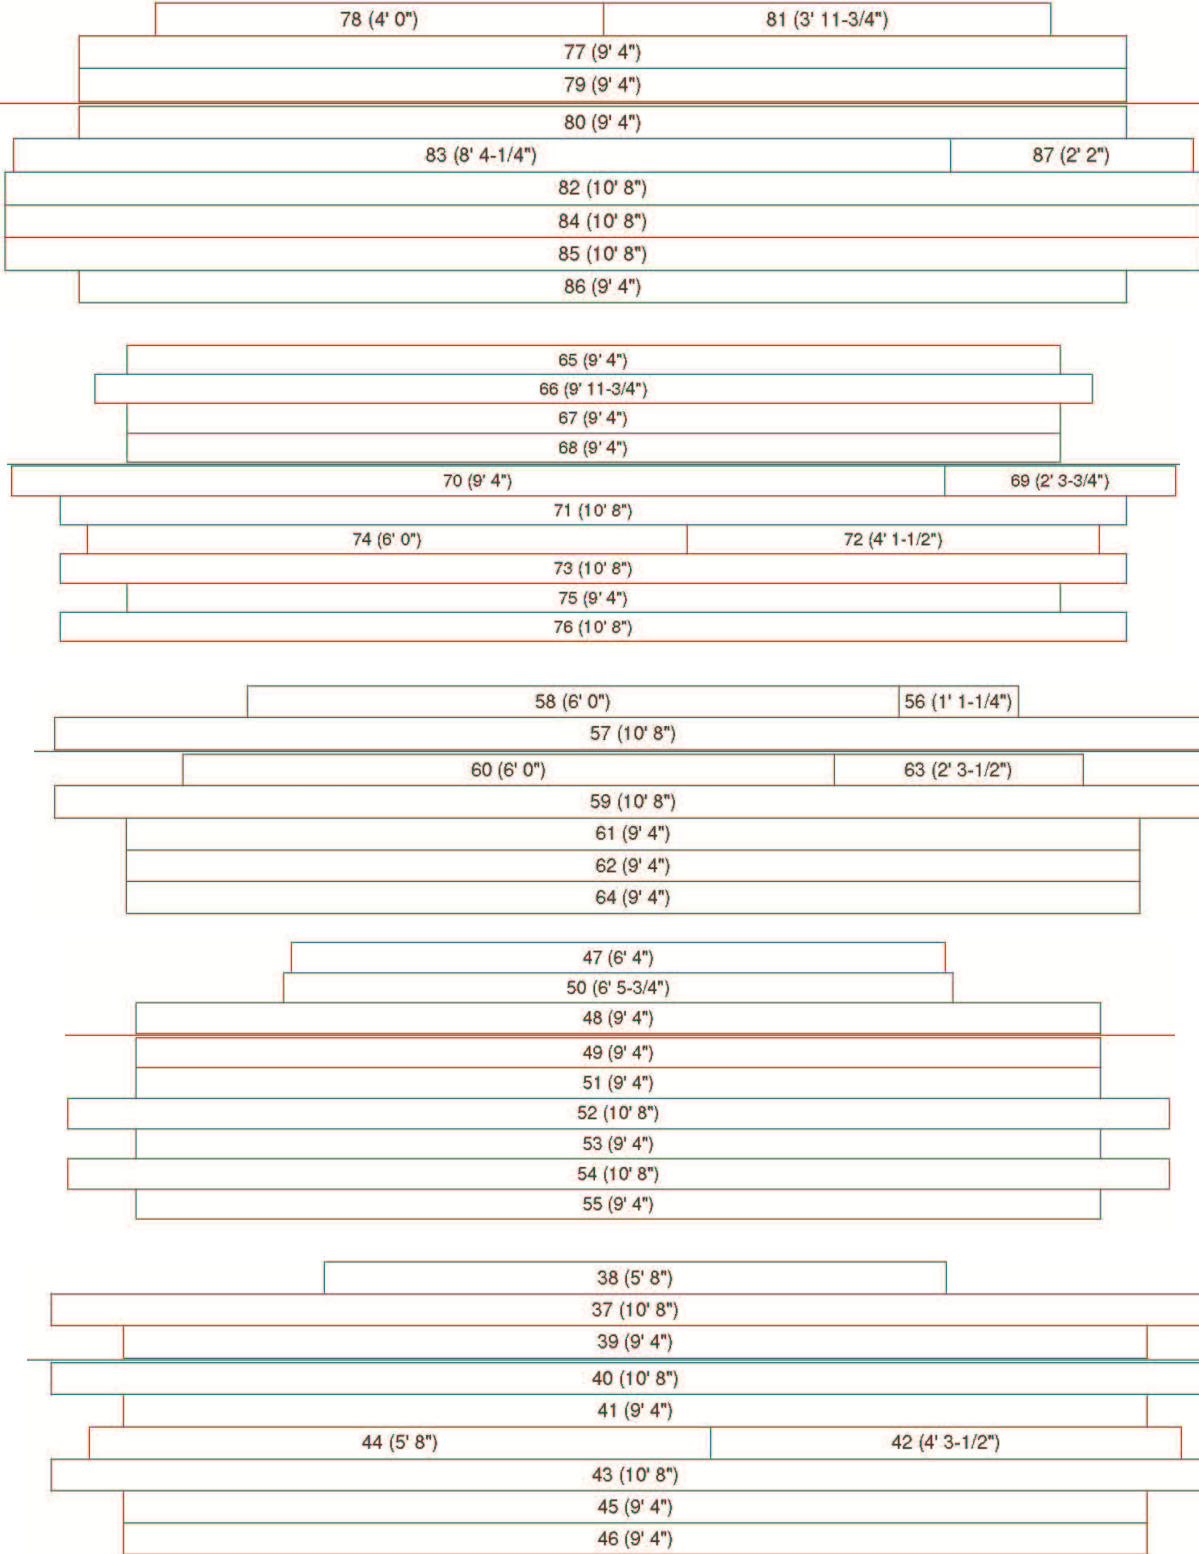 78 (4' 0") 81 (3' 11-3/4")
77 (9' 4")
79 (9' 4")
80 (9' 4")
83 (8' 4-1/4") 87 (2' 2")
82 (10' 8")
84 (10' 8")
85 (10' 8")
86 (9' 4")
65 (9' 4")
66 (9' 11-3/4")
67 (9' 4")
68 (9' 4")
70 (9' 4") 69 (2' 3-3/4")
71 (10' 8")
74 (6' 0") 72 (4' 1-1/2")
73 (10' 8")
75 (9' 4")
76 (10' 8")
58 (6' 0") 56 (1' 1-1/4")
57 (10' 8")
60 (6' 0") 63 (2' 3-1/2")
59 (10' 8")
61 (9' 4")
62 (9' 4")
64 (9' 4")
47 (6' 4")
50 (6' 5-3/4")
48 (9' 4")
49 (9' 4")
51 (9' 4")
52 (10' 8")
53 (9' 4")
54 (10' 8")
55 (9' 4")
38 (5' 8")
37 (10' 8")
39 (9' 4")
40 (10' 8")
41 (9' 4")
44 (5' 8") 42 (4' 3-1/2")
43 (10' 8")
45 (9' 4")
46 (9' 4")